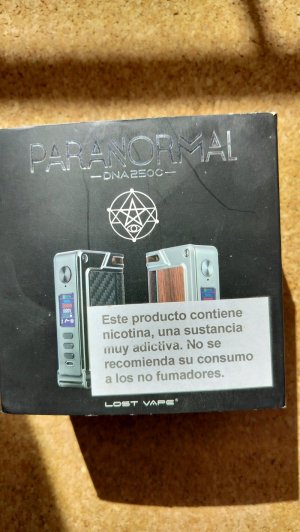 PARANORMAL
—DNA250C—
Este producto contiene
nicotina, una sustancia
muy adictiva. No se
recomienda su consumo
a los no fumadores.
LOST VAPE®